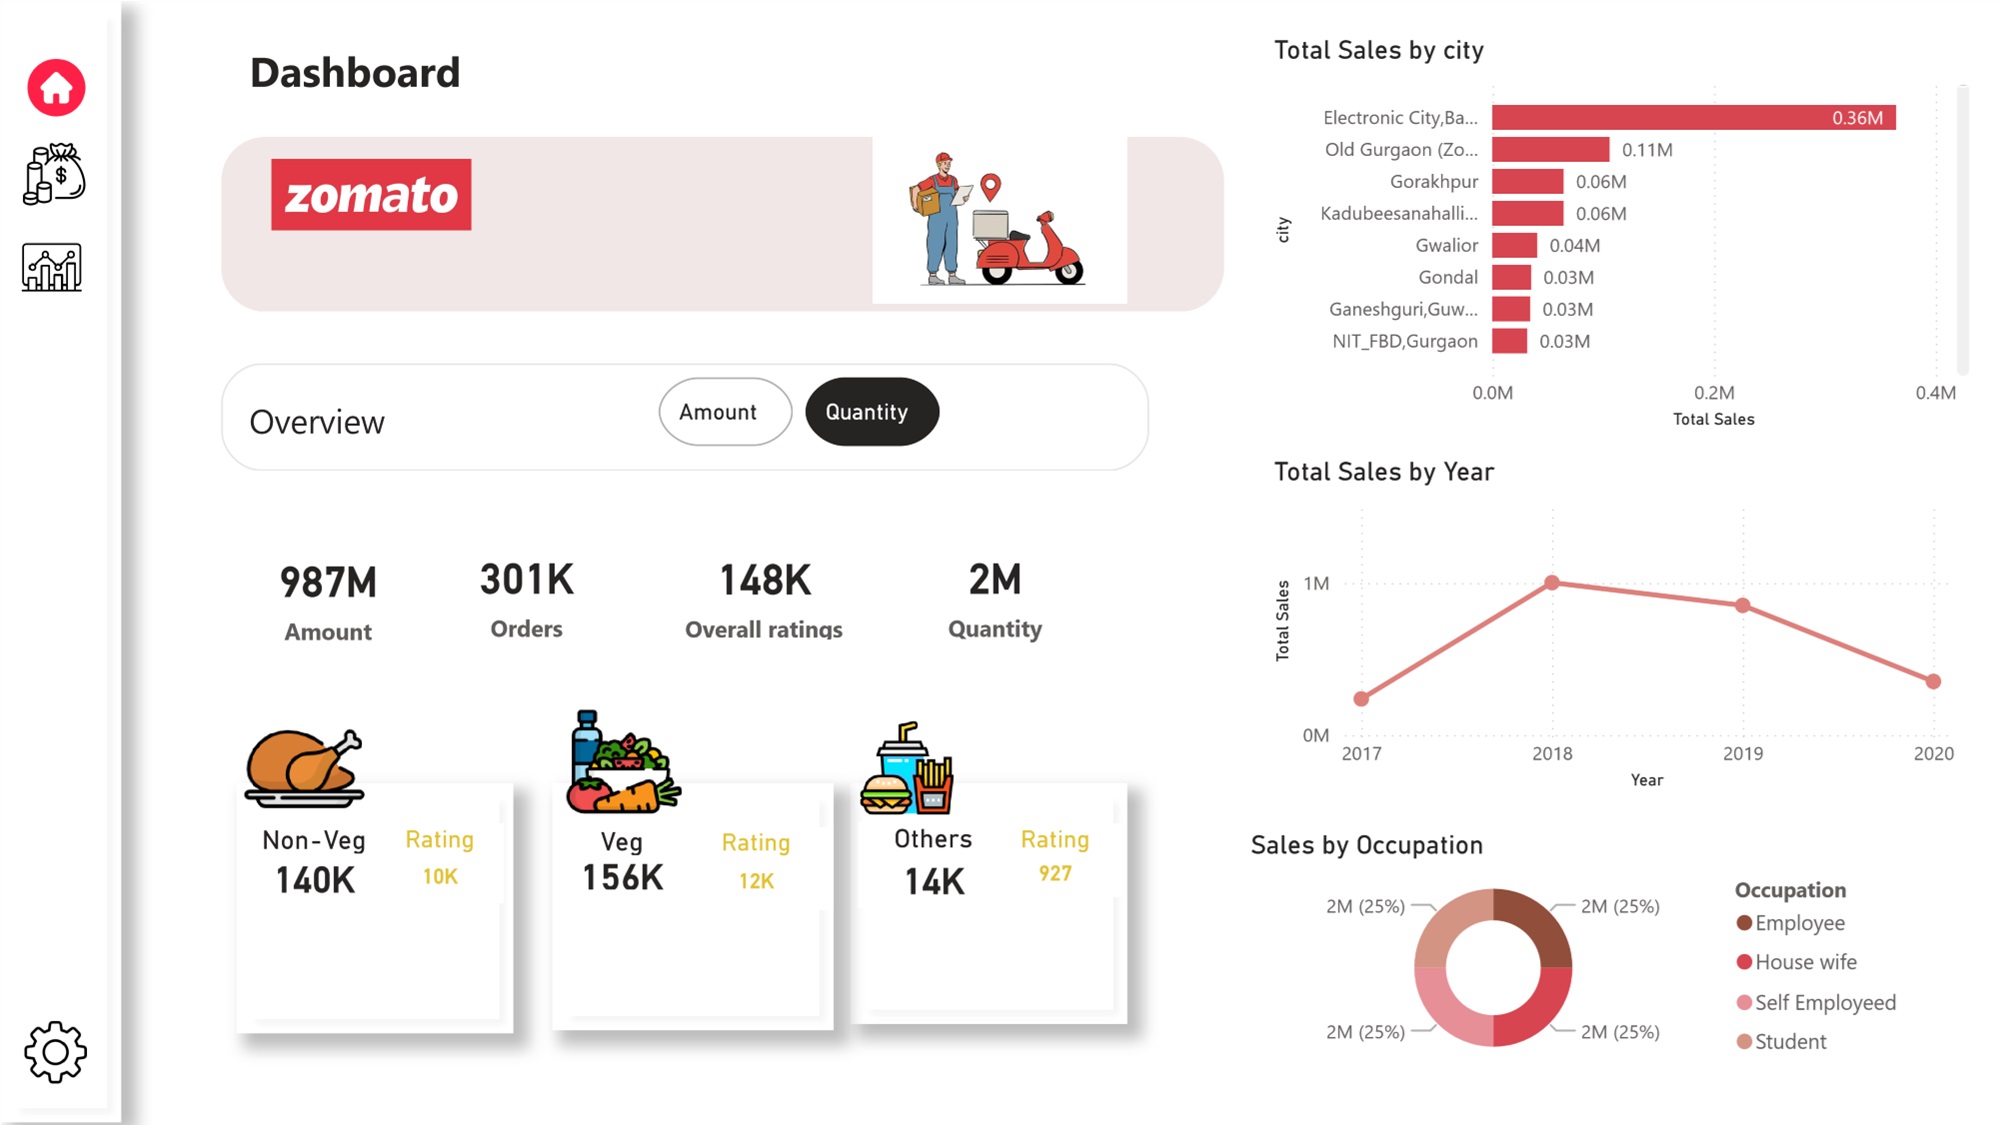 Dashboard
zomato
Overview
Amount
Quantity
987M
Amount
301K
Orders
148K
Overall ratings
2M
Quantity
Non-Veg
140K
Rating
10K
Veg
156K
Rating
12K
Others
14K
Rating
927
Total Sales by city
city
Electronic City,Ba... 0.36M
Old Gurgaon (Zo... 0.11M
Gorakhpur 0.06M
Kadubeesanahalli... 0.06M
Gwalior 0.04M
Gondal 0.03M
Ganeshguri,Guw... 0.03M
NIT_FBD,Gurgaon 0.03M
0.0M 0.2M 0.4M
Total Sales
Total Sales by Year
Total Sales
1M
0M
2017 2018 2019 2020
Year
Sales by Occupation
2M (25%) 2M (25%)
2M (25%) 2M (25%)
Occupation
Employee
House wife
Self Employeed
Student